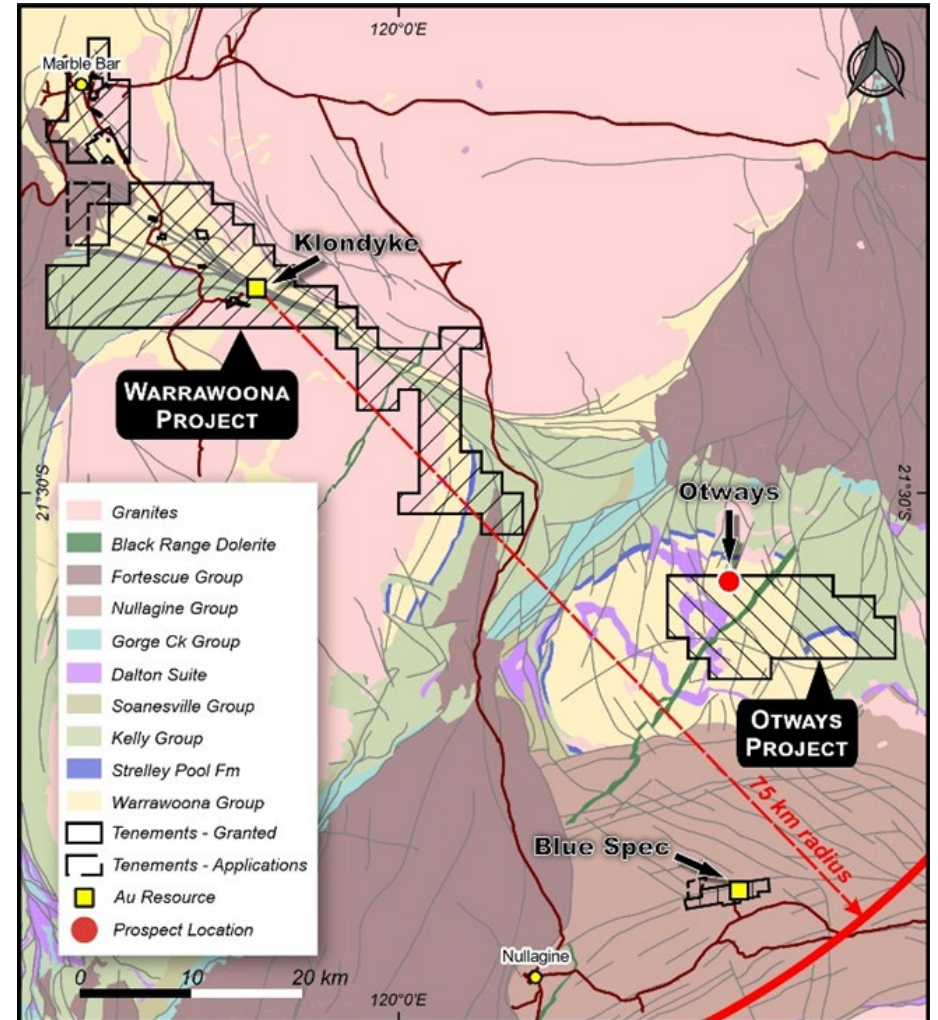 120°0'E
Marble Bar
Klondyke
WARRAWOONA
PROJECT
21°30'S
21°30'S
Otways
Granites
Black Range Dolerite
Fortescue Group
Nullagine Group
Gorge Ck Group
Dalton Suite
Soanesville Group
Kelly Group
Strelley Pool Fm
Warrawoona Group
Tenements - Granted
Tenements - Applications
Au Resource
Prospect Location
OTWAYS
PROJECT
75 km radius
Blue Spec
Nullagine
0 10 20 km
120°0'E